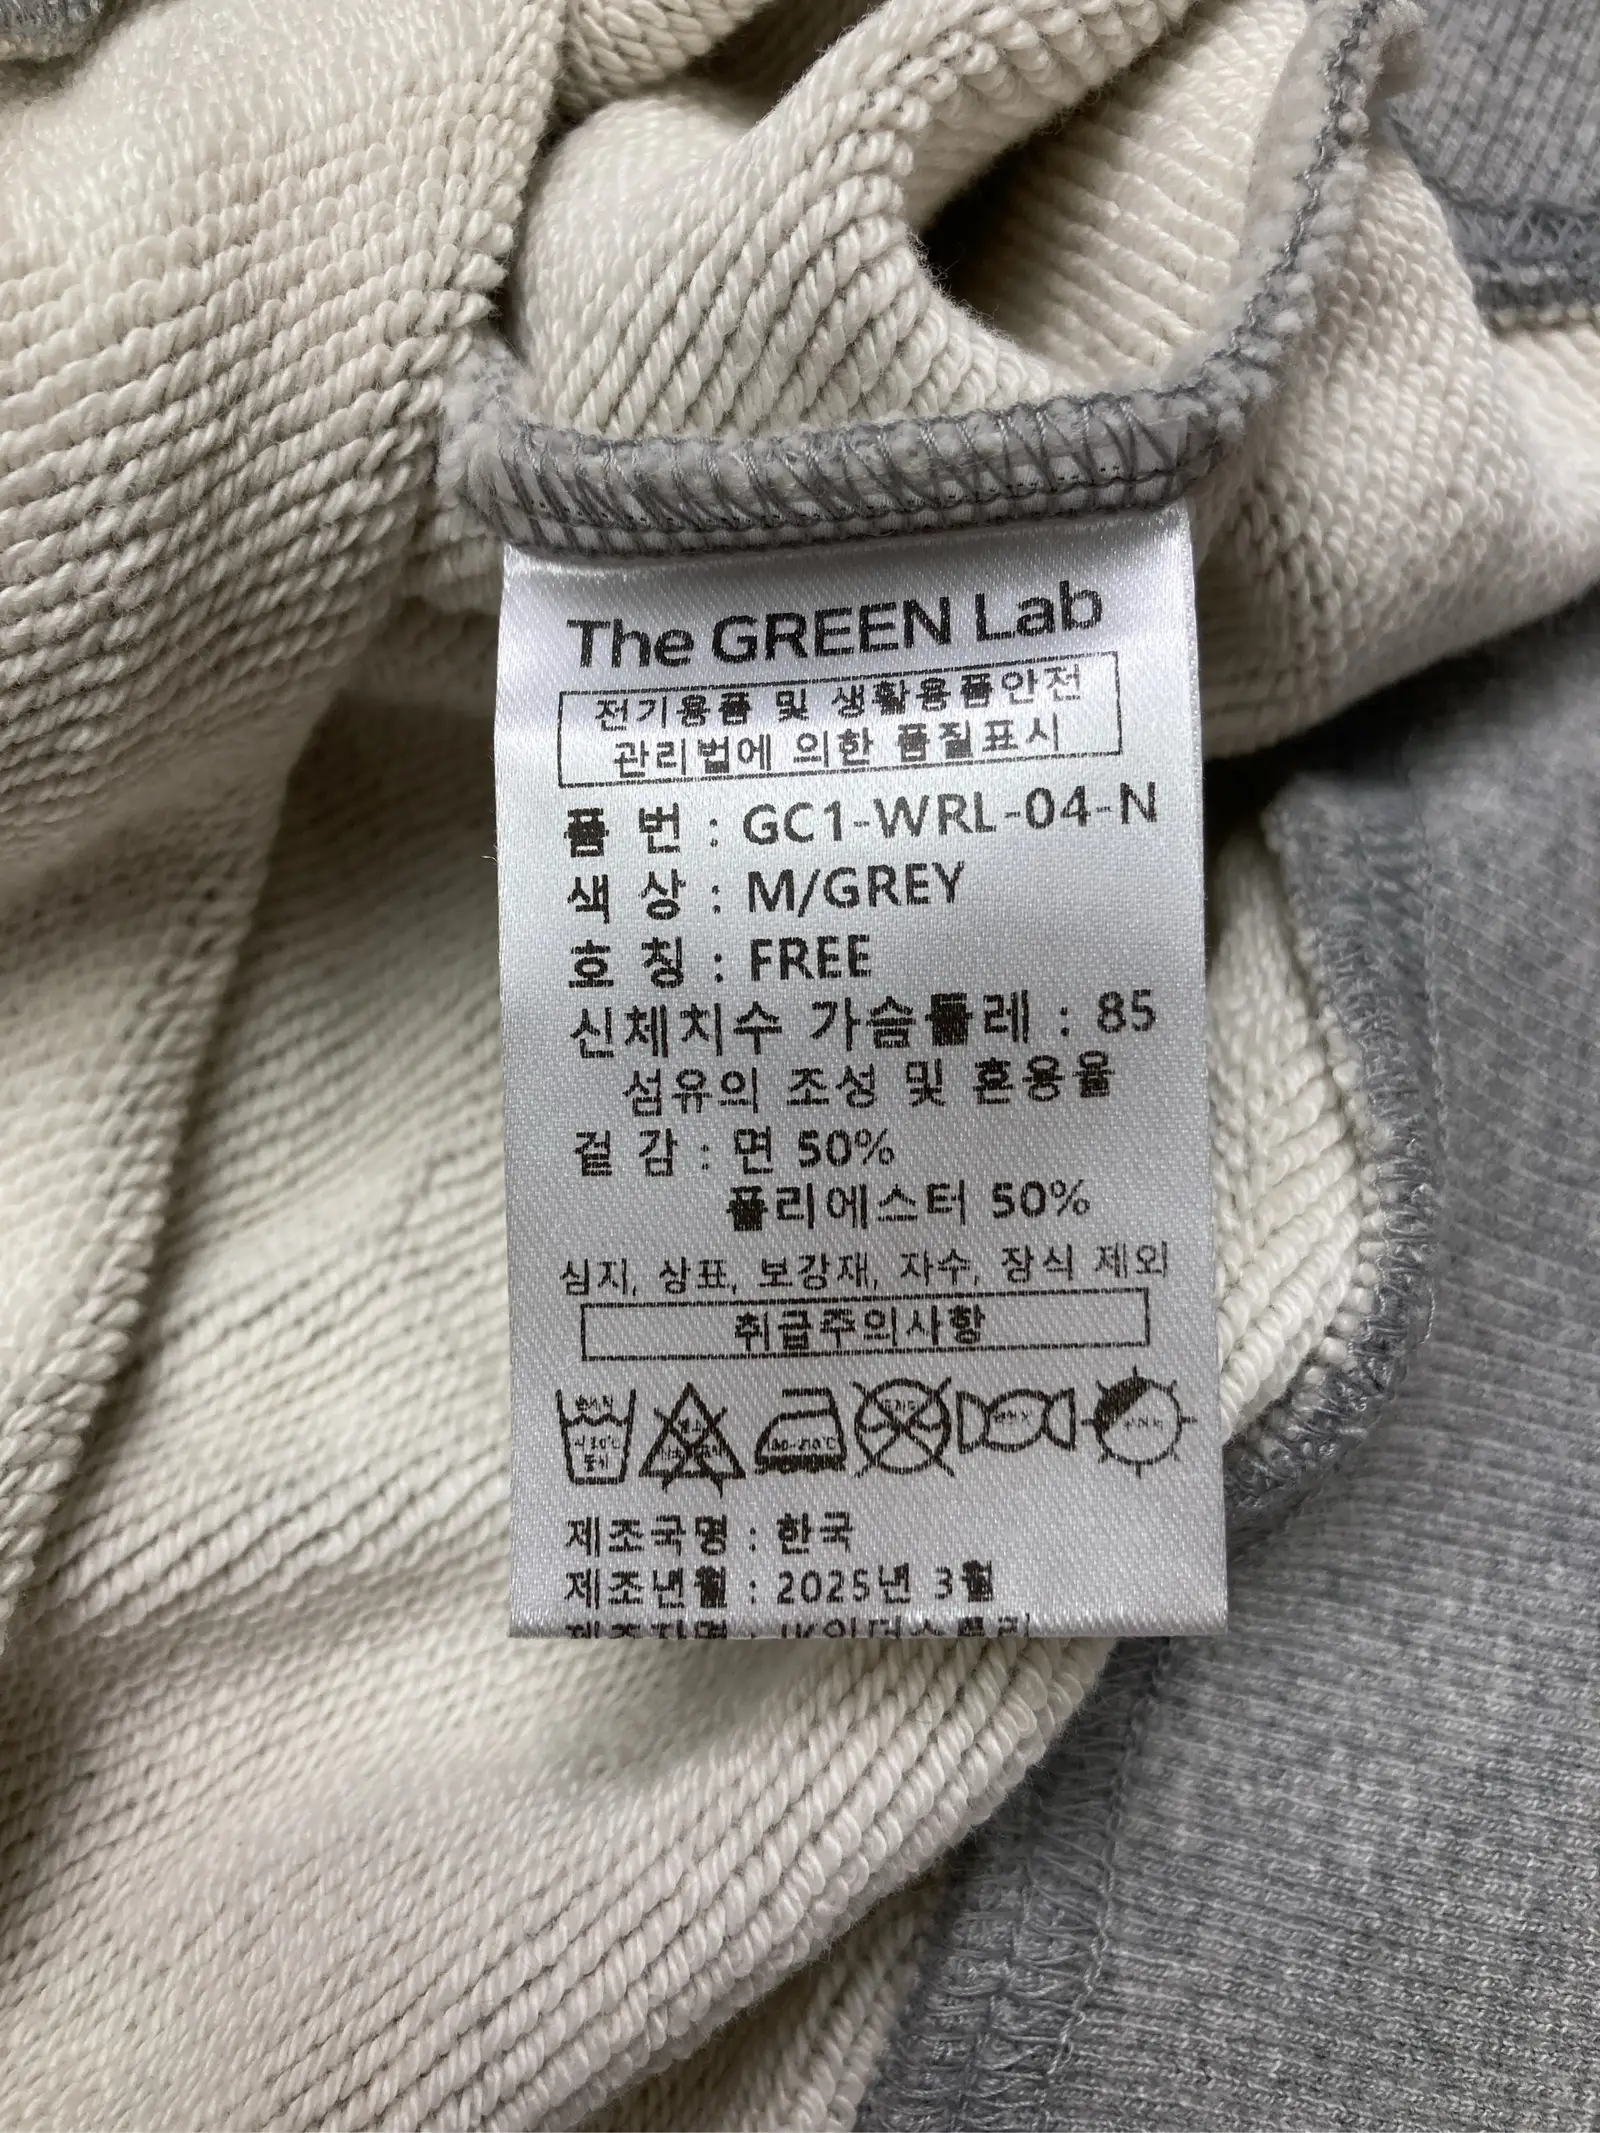 The GREEN Lab
전기용품 및 생활용품안전
관리법에 의한 품질표시
품 번 : GC1-WRL-04-N
색 상 : M/GREY
호 칭 : FREE
신체치수 가슴둘레 : 85
섬유의 조성 및 혼용율
겉 감 : 면 50%
폴리에스터 50%
심지, 상표, 보강재, 자수, 장식 제외
취급주의사항
제조국명 : 한국
제조년월 : 2025년 3월
제조자명 :